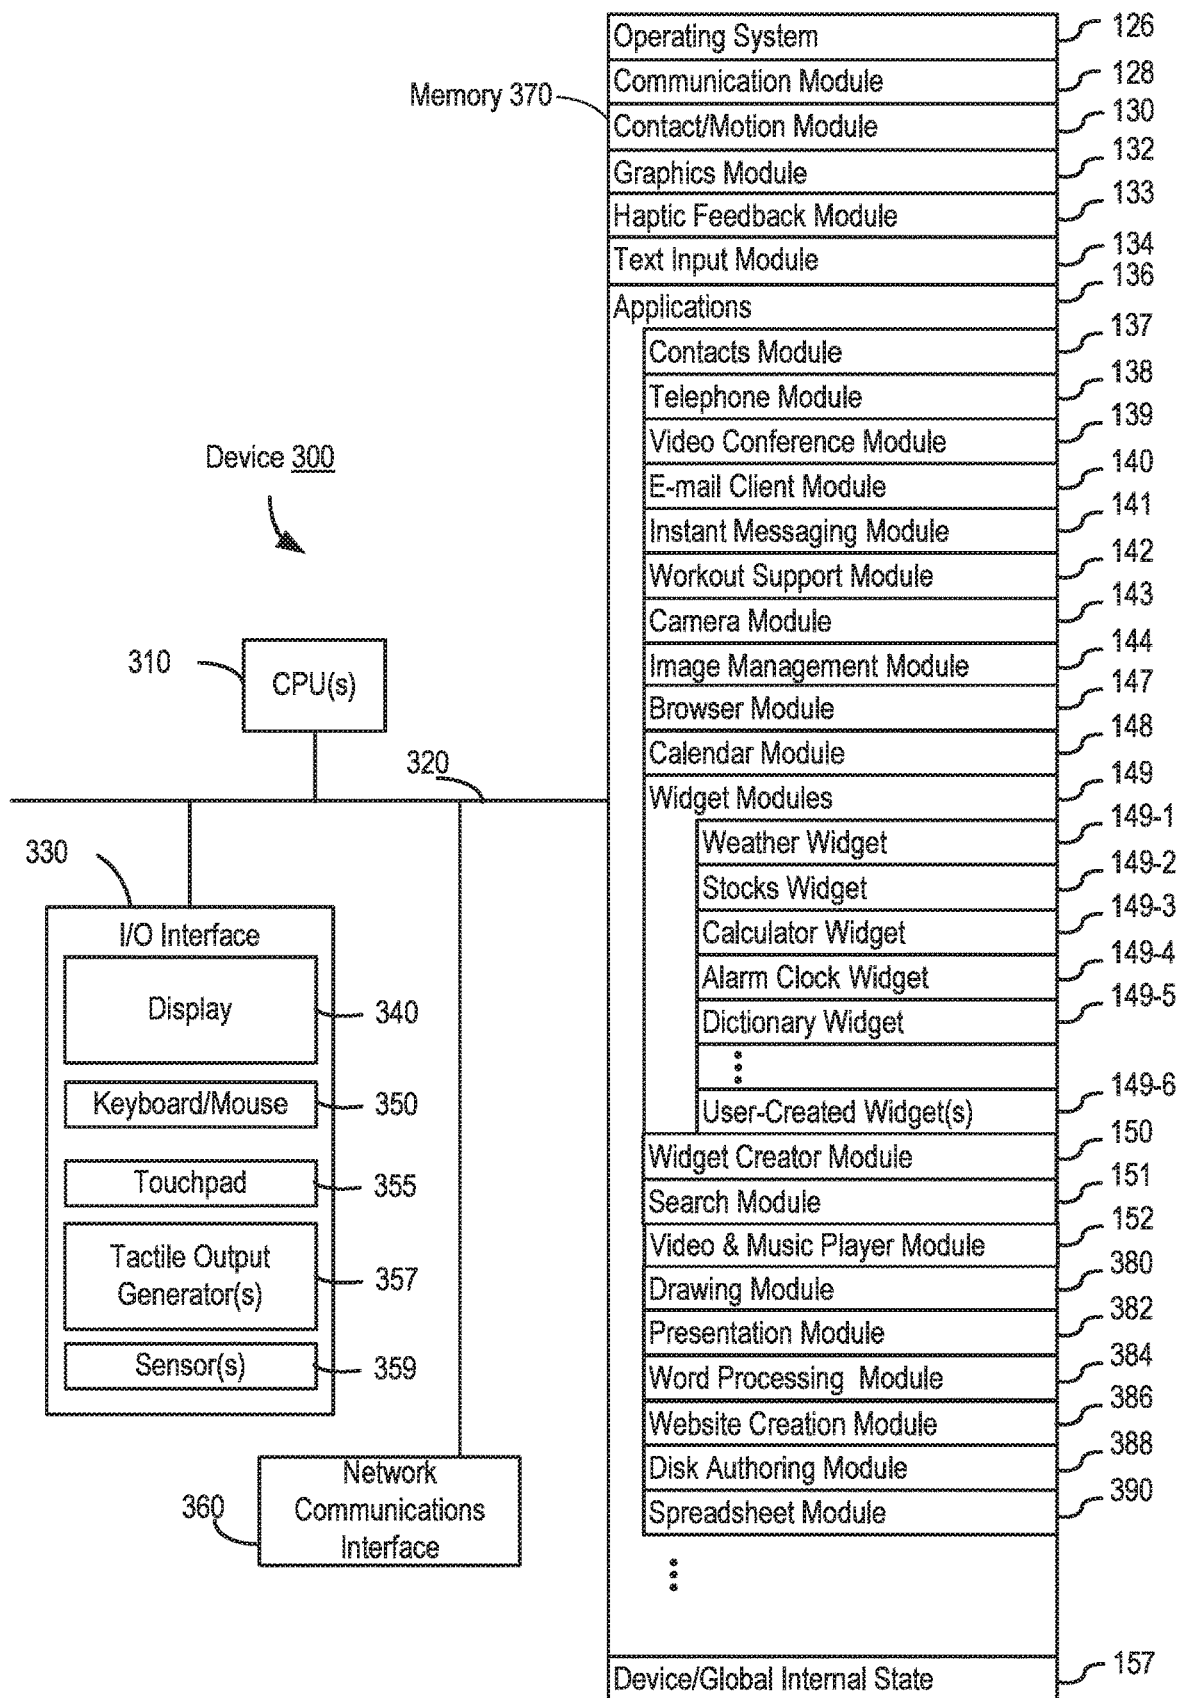 Operating System 126
Communication Module 128
Memory 370
Contact/Motion Module 130
Graphics Module 132
Haptic Feedback Module 133
Text Input Module 134
Applications 136
Contacts Module 137
Telephone Module 138
Video Conference Module 139
E-mail Client Module 140
Instant Messaging Module 141
Workout Support Module 142
Camera Module 143
Image Management Module 144
Browser Module 147
Calendar Module 148
Widget Modules 149
Weather Widget 149-1
Stocks Widget 149-2
Calculator Widget 149-3
Alarm Clock Widget 149-4
Dictionary Widget 149-5
User-Created Widget(s) 149-6
Widget Creator Module 150
Search Module 151
Video & Music Player Module 152
Drawing Module 380
Presentation Module 382
Word Processing Module 384
Website Creation Module 386
Disk Authoring Module 388
Spreadsheet Module 390
Device/Global Internal State 157
Device 300
310
CPU(s)
320
330
I/O Interface
Display 340
Keyboard/Mouse 350
Touchpad 355
Tactile Output
Generator(s) 357
Sensor(s) 359
360
Network
Communications
Interface